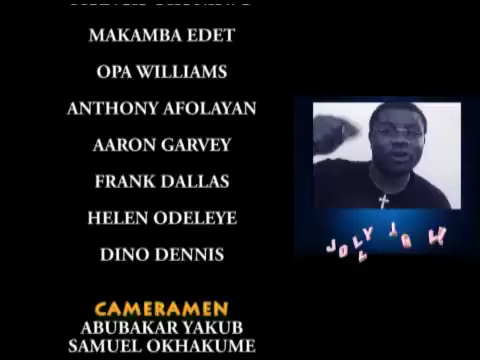 MAKAMBA EDET
OPA WILLIAMS
ANTHONY AFOLAYAN
AARON GARVEY
FRANK DALLAS
HELEN ODELEYE
DINO DENNIS
CAMERAMEN
ABUBAKAR YAKUB
SAMUEL OKHAKUME